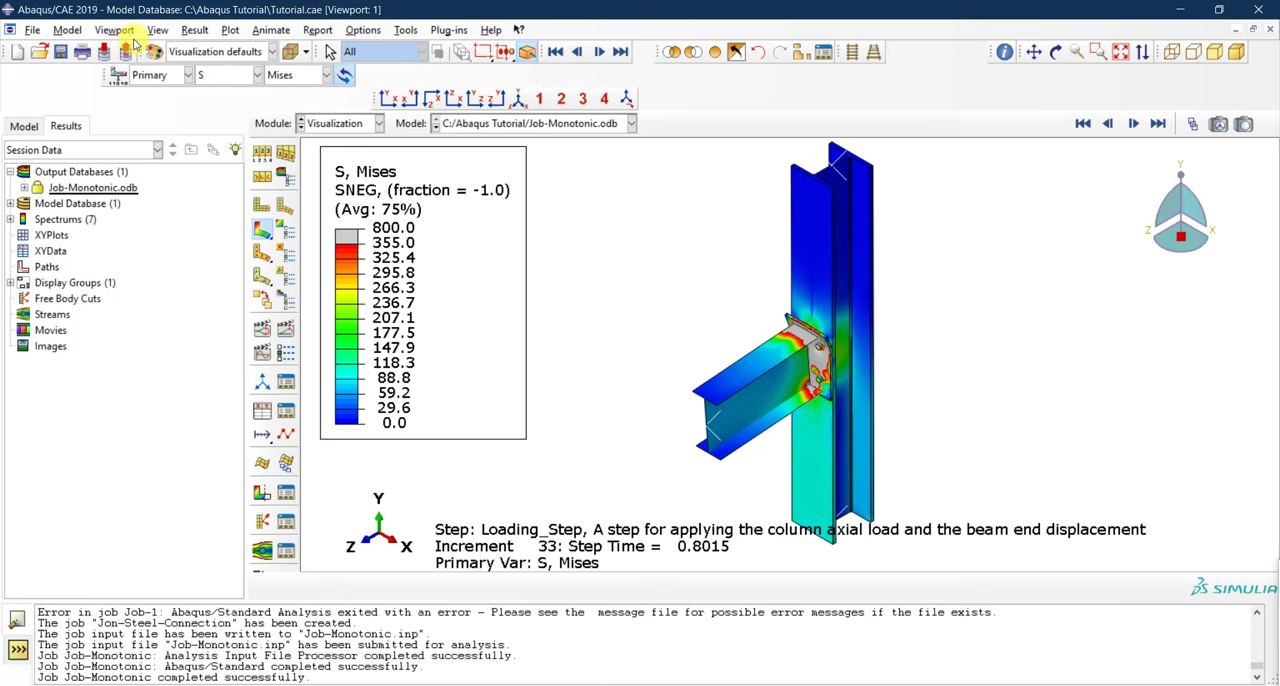 Abaqus/CAE 2019 - Model Database: C:\Abaqus Tutorial\Tutorial.cae [Viewport: 1]
File Model Viewport View Result Plot Animate Report Options Tools Plug-ins Help
Visualization defaults All
Primary S Mises
1 2 3 4
Model Results
Module: Visualization Model: C:/Abaqus Tutorial/Job-Monotonic.odb
Session Data
Output Databases (1)
Job-Monotonic.odb
Model Database (1)
Spectrums (7)
XYPlots
XYData
Paths
Display Groups (1)
Free Body Cuts
Streams
Movies
Images
S, Mises
SNEG, (fraction = -1.0)
(Avg: 75%)
800.0
355.0
325.4
295.8
266.3
236.7
207.1
177.5
147.9
118.3
88.8
59.2
29.6
0.0
Y
Z X
Y
Z X
Step: Loading_Step, A step for applying the column axial load and the beam end displacement
Increment 33: Step Time = 0.8015
Primary Var: S, Mises
SIMULIA
Error in job Job-1: Abaqus/Standard Analysis exited with an error - Please see the message file for possible error messages if the file exists.
The job "Jon-Steel-Connection" has been created.
The job input file has been written to "Job-Monotonic.inp".
The job input file "Job-Monotonic.inp" has been submitted for analysis.
Job Job-Monotonic: Analysis Input File Processor completed successfully.
Job Job-Monotonic: Abaqus/Standard completed successfully.
Job Job-Monotonic completed successfully.